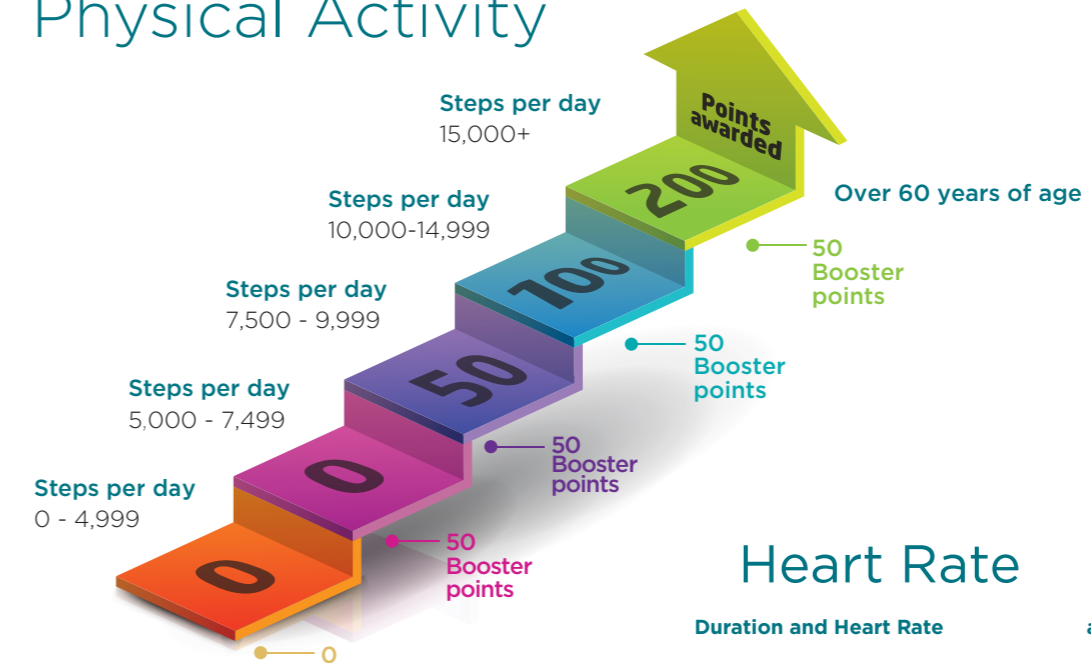 Physical Activity
Steps per day
15,000+
Points
awarded
200
Over 60 years of age
50
Booster
points
Steps per day
10,000-14,999
100
50
Booster
points
Steps per day
7,500 - 9,999
50
50
Booster
points
Steps per day
5,000 - 7,499
0
50
Booster
points
Steps per day
0 - 4,999
0
0
Heart Rate
Duration and Heart Rate